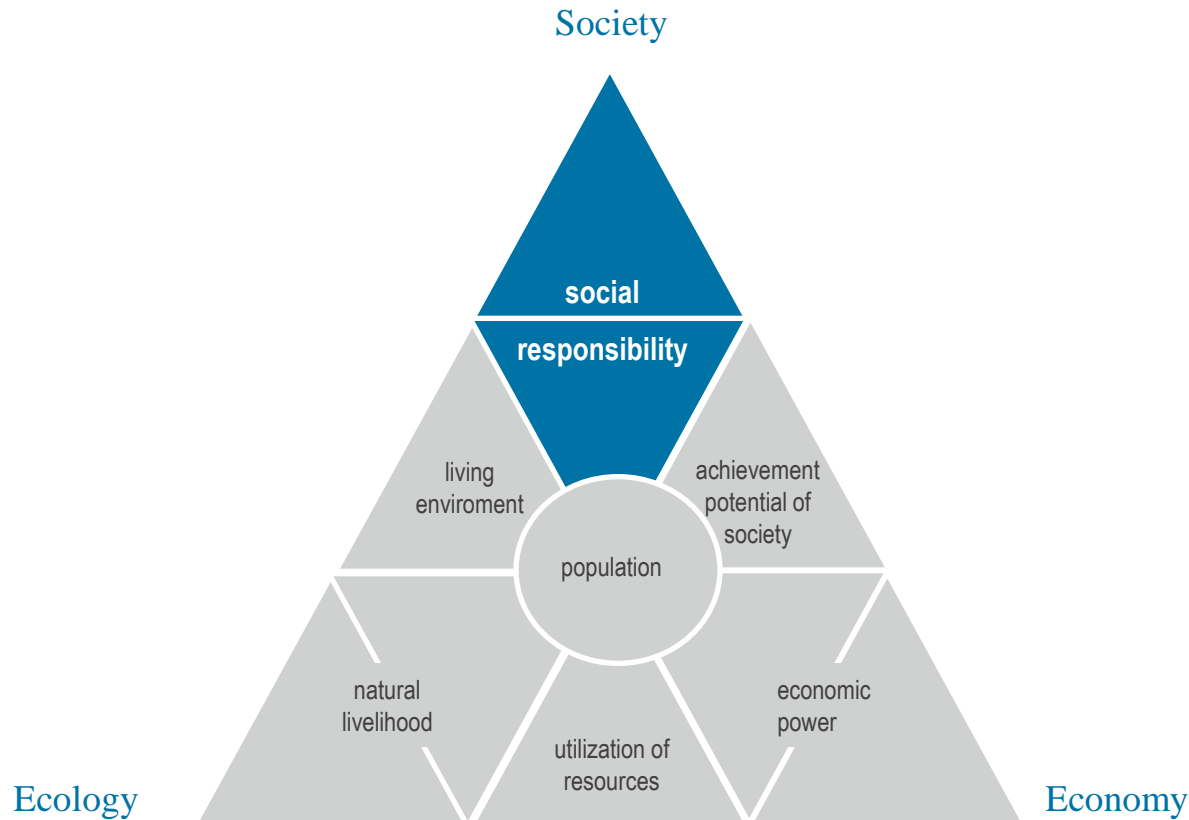 Society
social
responsibility
living
enviroment
achievement
potential of
society
population
natural
livelihood
economic
power
utilization of
resources
Ecology
Economy